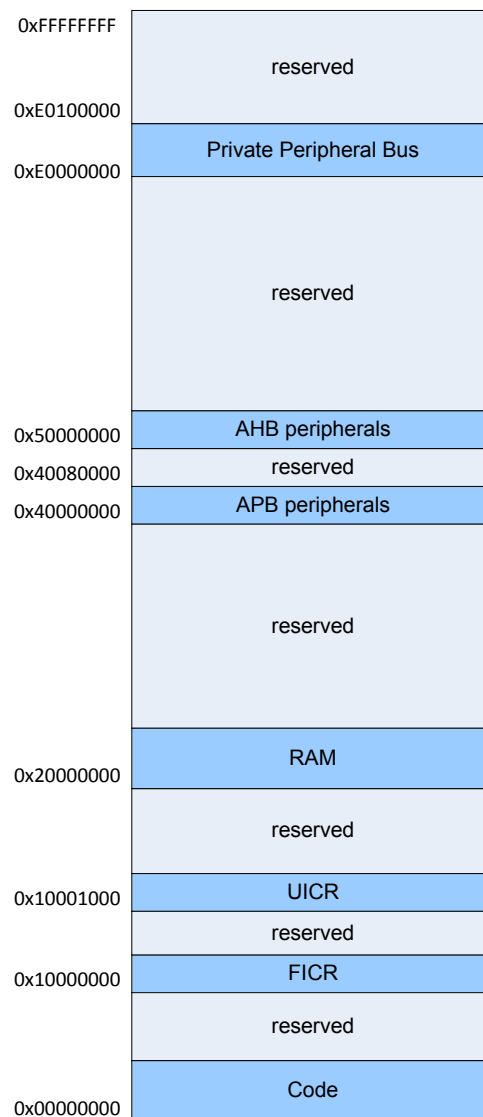 0xFFFFFFFF
reserved
0xE0100000
Private Peripheral Bus
0xE0000000
reserved
AHB peripherals
0x50000000
reserved
0x40080000
APB peripherals
0x40000000
reserved
RAM
0x20000000
reserved
UICR
0x10001000
reserved
FICR
0x10000000
reserved
Code
0x00000000